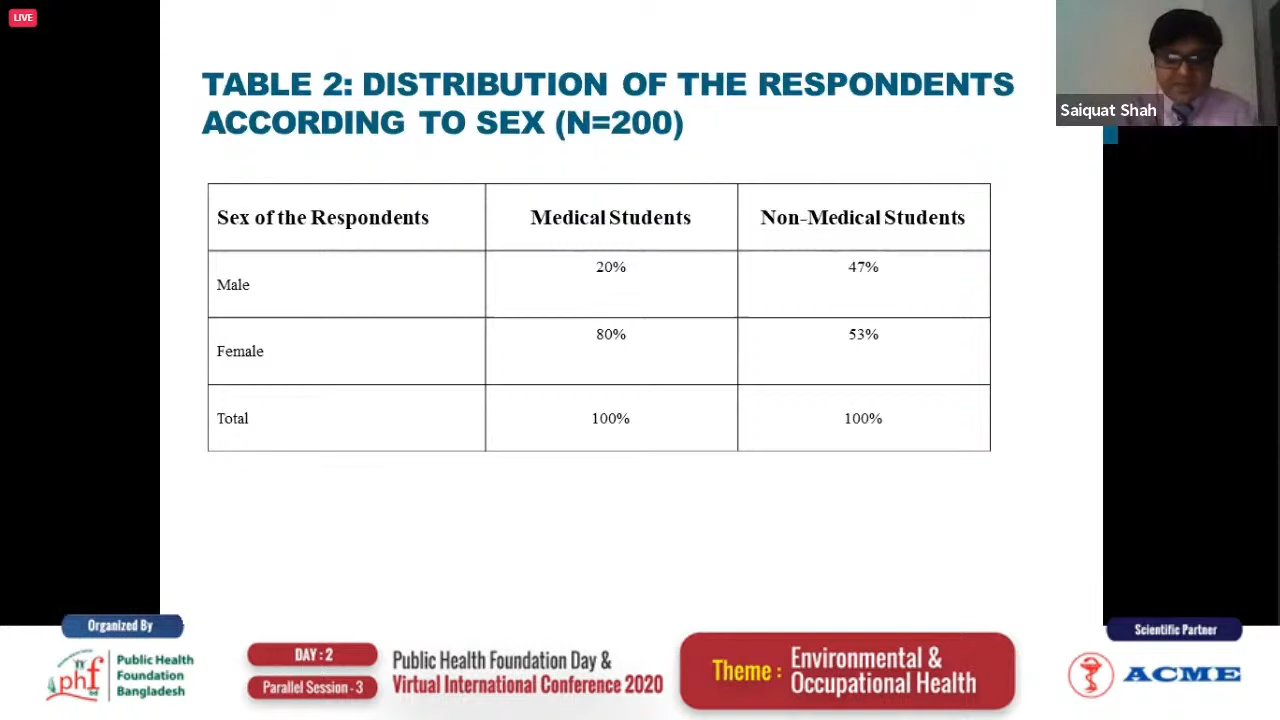 LIVE
TABLE 2: DISTRIBUTION OF THE RESPONDENTS
ACCORDING TO SEX (N=200)
Saiquat Shah
Sex of the Respondents Medical Students Non-Medical Students
Male 20% 47%
Female 80% 53%
Total 100% 100%
Organized By
phf
Public Health
Foundation
Bangladesh
DAY : 2
Parallel Session - 3
Public Health Foundation Day &
Virtual International Conference 2020
Theme :
Environmental &
Occupational Health
Scientific Partner
ACME